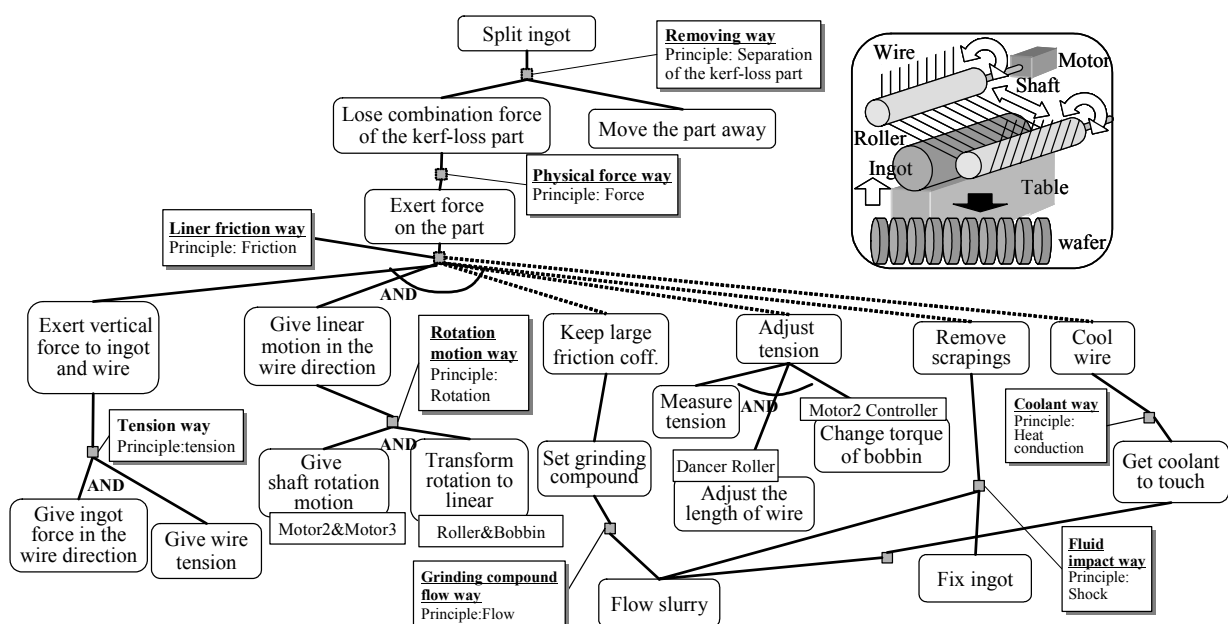 Split ingot
Removing way
Principle: Separation
of the kerf-loss part
Lose combination force
of the kerf-loss part
Move the part away
Physical force way
Principle: Force
Exert force
on the part
Liner friction way
Principle: Friction
AND
Wire
Motor
Shaft
Roller
Ingot
Table
wafer
Exert vertical
force to ingot
and wire
Give linear
motion in the
wire direction
Rotation
motion way
Principle:
Rotation
Keep large
friction coff.
Adjust
tension
Remove
scrapings
Cool
wire
Tension way
Principle:tension
AND
Give ingot
force in the
wire direction
Give wire
tension
AND
Give
shaft rotation
motion
Motor2&Motor3
Transform
rotation to
linear
Roller&Bobbin
Set grinding
compound
Measure
tension
AND
Dancer Roller
Adjust the
length of wire
Motor2 Controller
Change torque
of bobbin
Coolant way
Principle:
Heat
conduction
Get coolant
to touch
Grinding compound
flow way
Principle:Flow
Flow slurry
Fix ingot
Fluid
impact way
Principle:
Shock